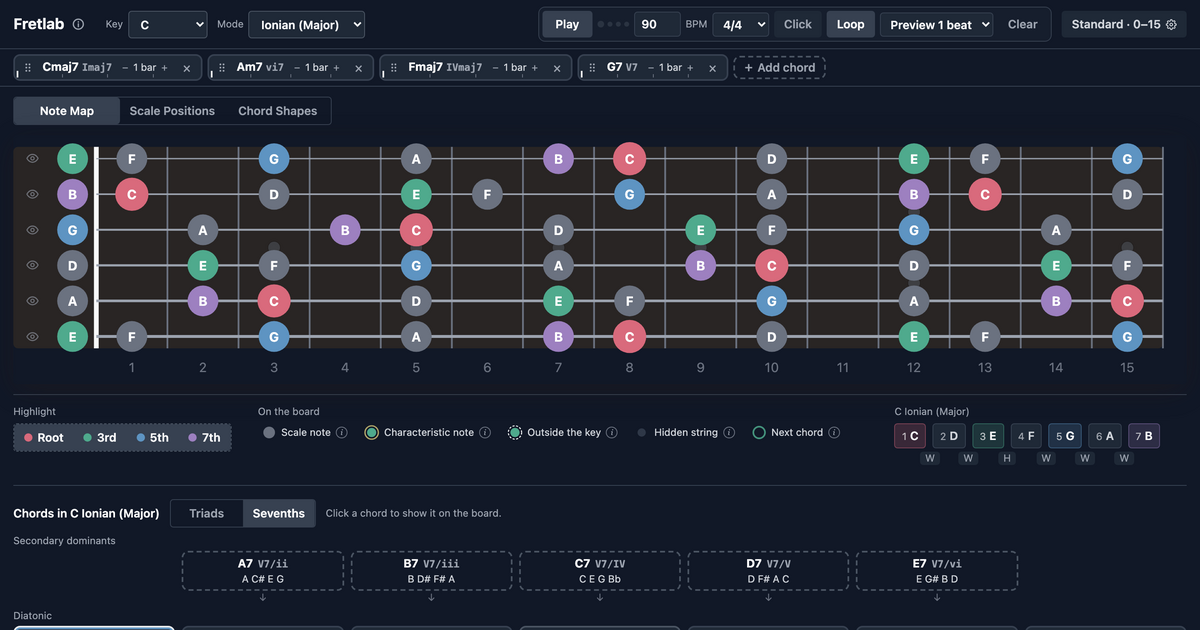 Fretlab Key C Mode Ionian (Major) Play 90 BPM 4/4 Click Loop Preview 1 beat Clear Standard · 0–15
Cmaj7 Imaj7 − 1 bar + × Am7 vi7 − 1 bar + × Fmaj7 IVmaj7 − 1 bar + × G7 V7 − 1 bar + × + Add chord
Note Map Scale Positions Chord Shapes
E F G A B C D E F G
B C D E F G A B C D
G A B C D E F G A
D E F G A B C D E F
A B C D E F G A B C
E F G A B C D E F G
1 2 3 4 5 6 7 8 9 10 11 12 13 14 15
Highlight
Root 3rd 5th 7th
On the board
Scale note Characteristic note Outside the key Hidden string Next chord
C Ionian (Major)
1 C 2 D 3 E 4 F 5 G 6 A 7 B
W W H W W W
Chords in C Ionian (Major) Triads Sevenths Click a chord to show it on the board.
Secondary dominants
A7 V7/ii B7 V7/iii C7 V7/IV D7 V7/V E7 V7/vi
A C# E G B D# F# A C E G Bb D F# A C E G# B D
Diatonic